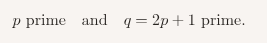 p prime and q = 2p + 1 prime.